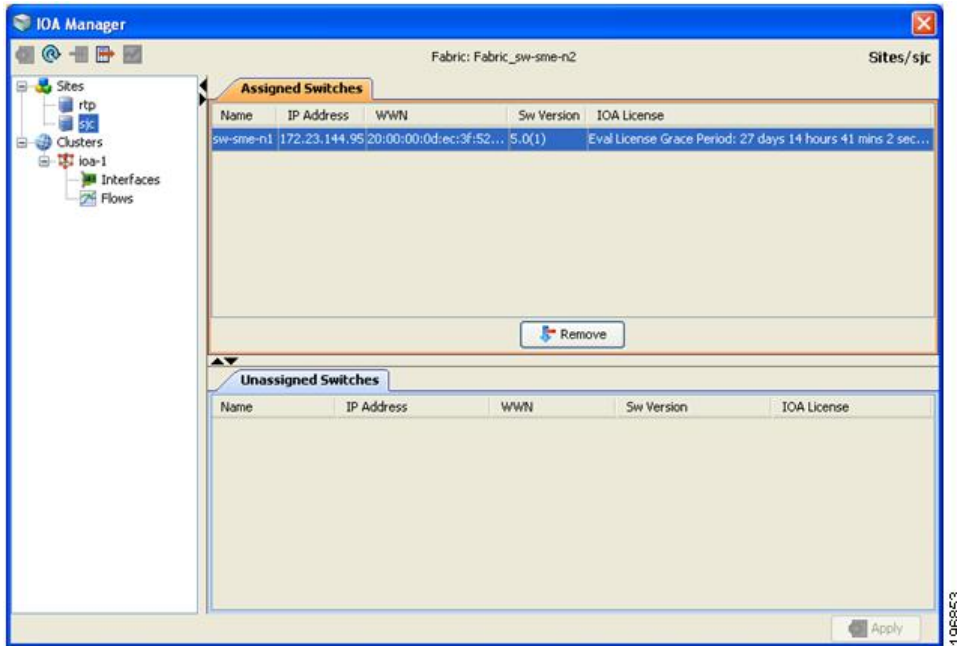 IOA Manager
Fabric: Fabric_sw-sme-n2
Sites/sjc
Sites
rtp
sjc
Clusters
ioa-1
Interfaces
Flows
Assigned Switches
Name IP Address WWN Sw Version IOA License
sw-sme-n1 172.23.144.95 20:00:00:0d:ec:3f:52... 5.0(1) Eval License Grace Period: 27 days 14 hours 41 mins 2 sec...
Remove
Unassigned Switches
Name IP Address WWN Sw Version IOA License
Apply
196853